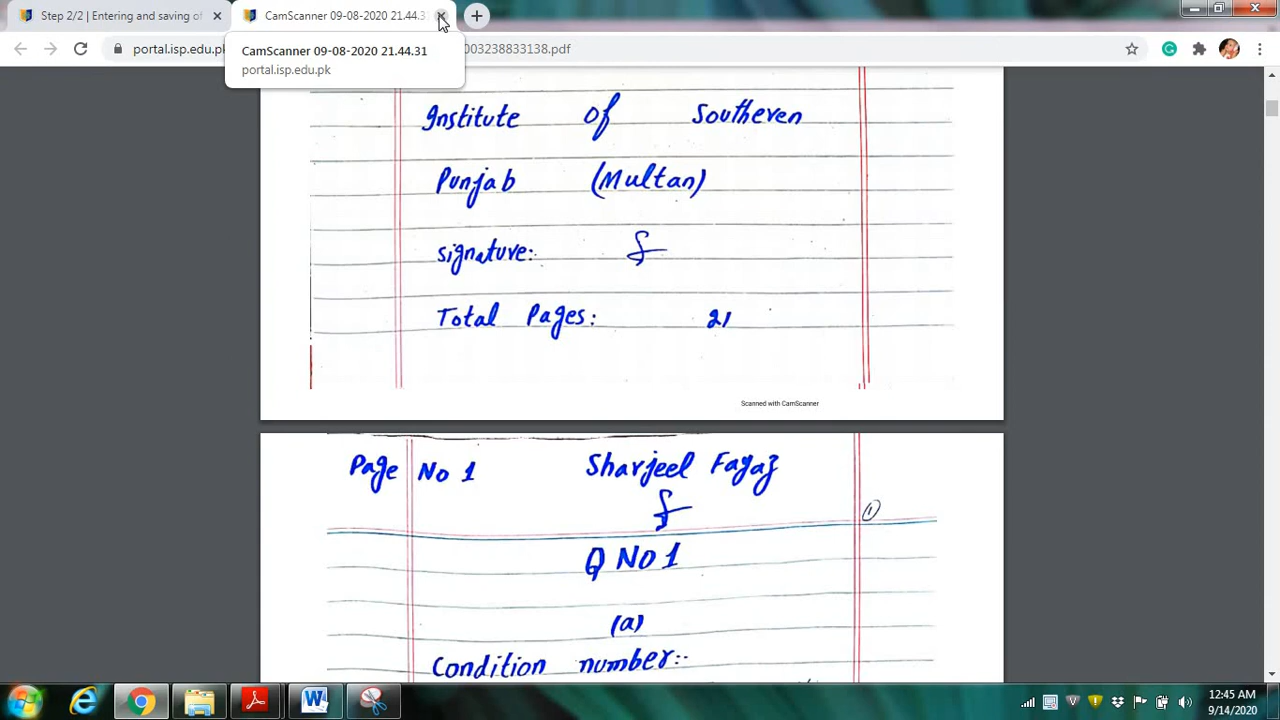 Step 2/2 | Entering and saving of
CamScanner 09-08-2020 21.44.3
portal.isp.edu.pk
003238833138.pdf
CamScanner 09-08-2020 21.44.31
portal.isp.edu.pk
Institute of Southeren
Punjab (Multan)
signature:
Total Pages: 21
Scanned with CamScanner
Page No 1 Sharjeel Fayaz
1
Q No 1
(a)
Condition number:-
12:45 AM
9/14/2020